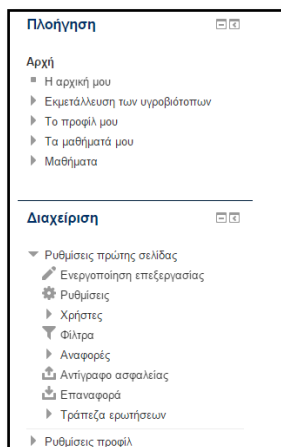 Πλοήγηση
Αρχή
Η αρχική μου
Εκμετάλλευση των υγροβιότοπων
Το προφίλ μου
Τα μαθήματά μου
Μαθήματα
Διαχείριση
Ρυθμίσεις πρώτης σελίδας
Ενεργοποίηση επεξεργασίας
Ρυθμίσεις
Χρήστες
Φίλτρα
Αναφορές
Αντίγραφο ασφαλείας
Επαναφορά
Τράπεζα ερωτήσεων
Ρυθμίσεις προφίλ